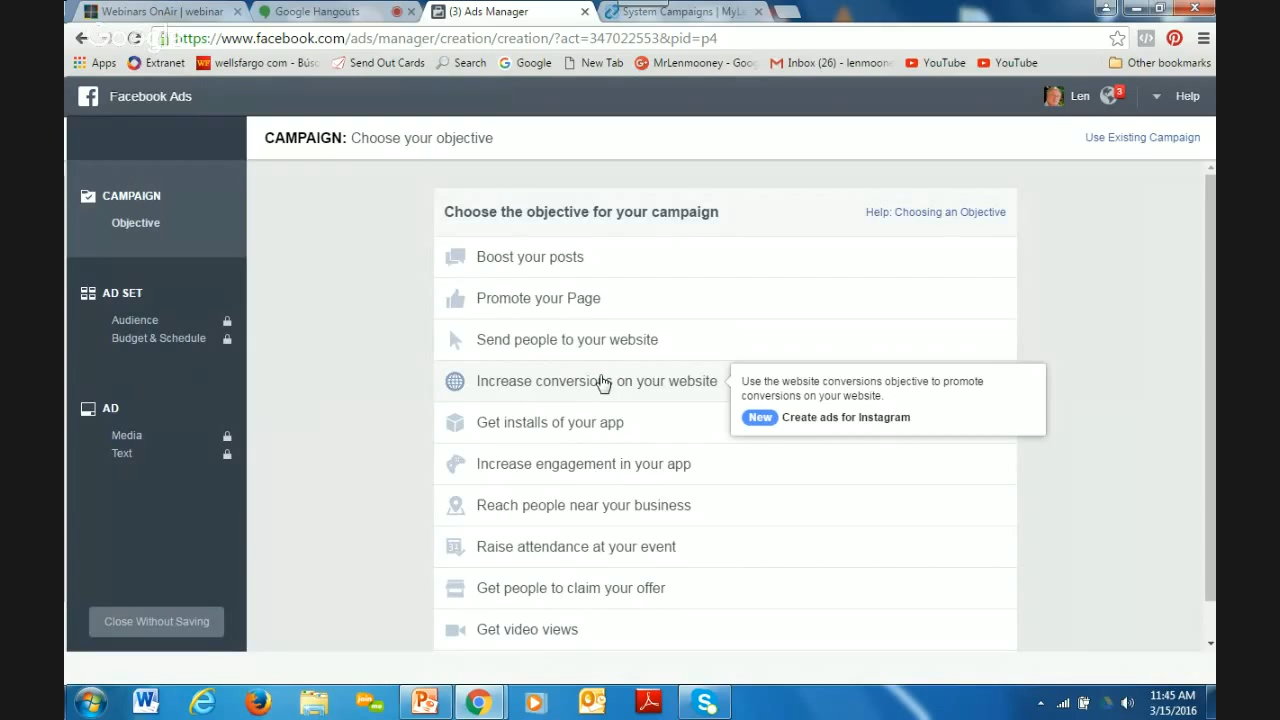 Webinars OnAir | webinar
Google Hangouts
(3) Ads Manager
System Campaigns | MyLe
https://www.facebook.com/ads/manager/creation/creation/?act=347022553&pid=p4
Apps
Extranet
wellsfargo com - Bús
Send Out Cards
Search
Google
New Tab
MrLenmooney - Goo
Inbox (26) - lenmoone
YouTube
YouTube
Other bookmarks
Facebook Ads
Len
3
Help
CAMPAIGN: Choose your objective
Use Existing Campaign
CAMPAIGN
Objective
AD SET
Audience
Budget & Schedule
AD
Media
Text
Close Without Saving
Choose the objective for your campaign
Help: Choosing an Objective
Boost your posts
Promote your Page
Send people to your website
Increase conversions on your website
Use the website conversions objective to promote
conversions on your website.
New Create ads for Instagram
Get installs of your app
Increase engagement in your app
Reach people near your business
Raise attendance at your event
31
Get people to claim your offer
Get video views
11:45 AM
3/15/2016